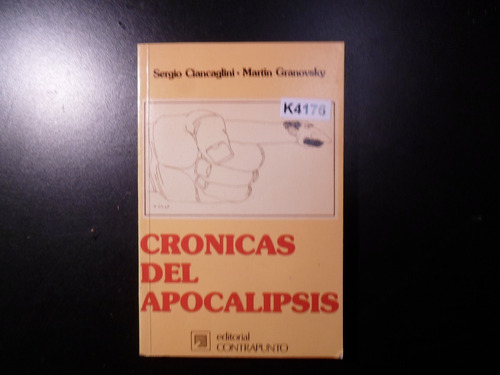 Sergio Ciancaglini • Martín Granovsky
K4176
CRONICAS
DEL
APOCALIPSIS
editorial
CONTRAPUNTO